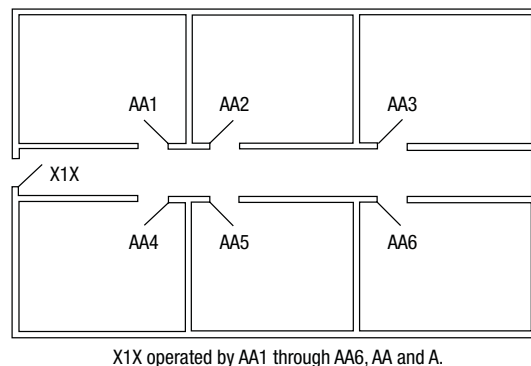 AA1 AA2 AA3
X1X
AA4 AA5 AA6
X1X operated by AA1 through AA6, AA and A.